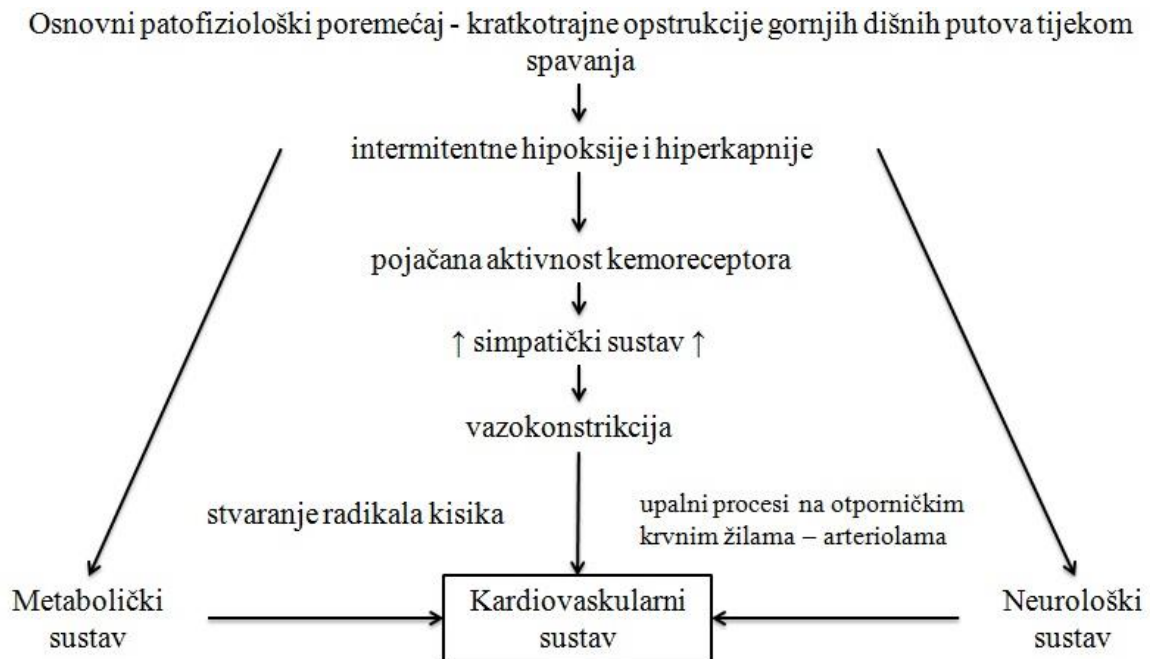 Osnovni patofiziološki poremećaj - kratkotrajne opstrukcije gornjih dišnih putova tijekom
spavanja
intermitentne hipoksije i hiperkapnije
pojačana aktivnost kemoreceptora
↑ simpatički sustav ↑
vazokonstrikcija
stvaranje radikala kisika
upalni procesi na otporničkim
krvnim žilama – arteriolama
Metabolički
sustav
Kardiovaskularni
sustav
Neurološki
sustav